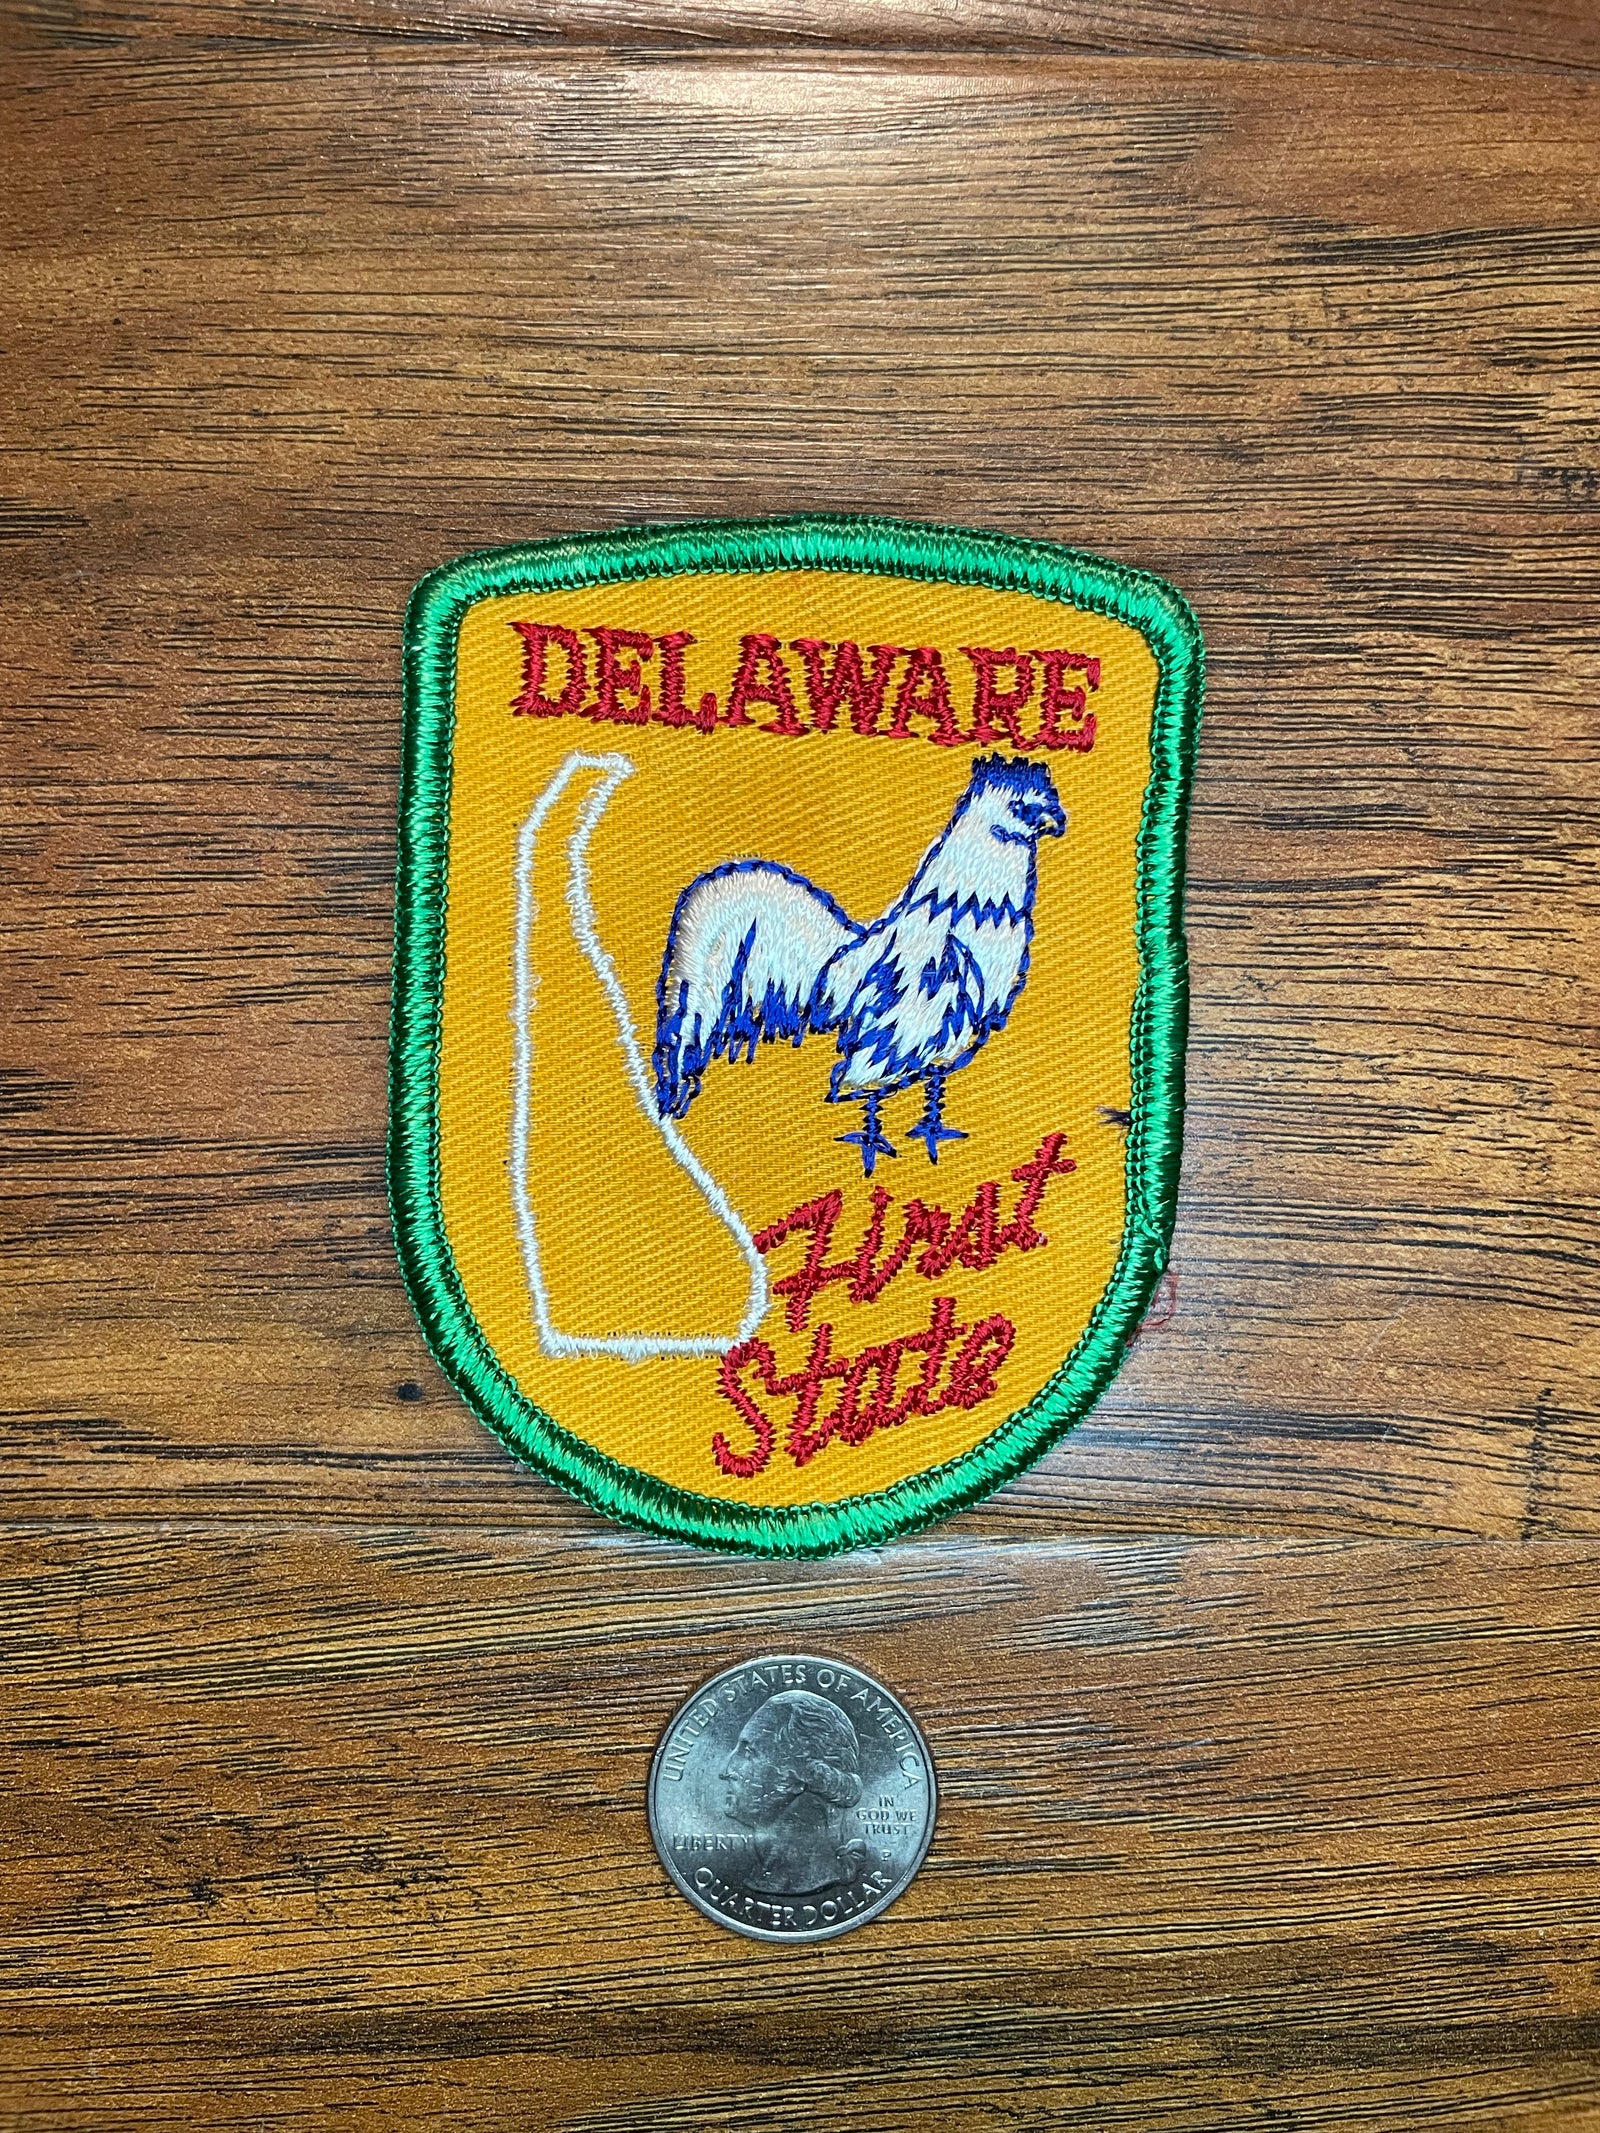 DELAWARE
First
State
UNITED STATES OF AMERICA
IN
GOD WE
TRUST
LIBERTY
P
QUARTER DOLLAR